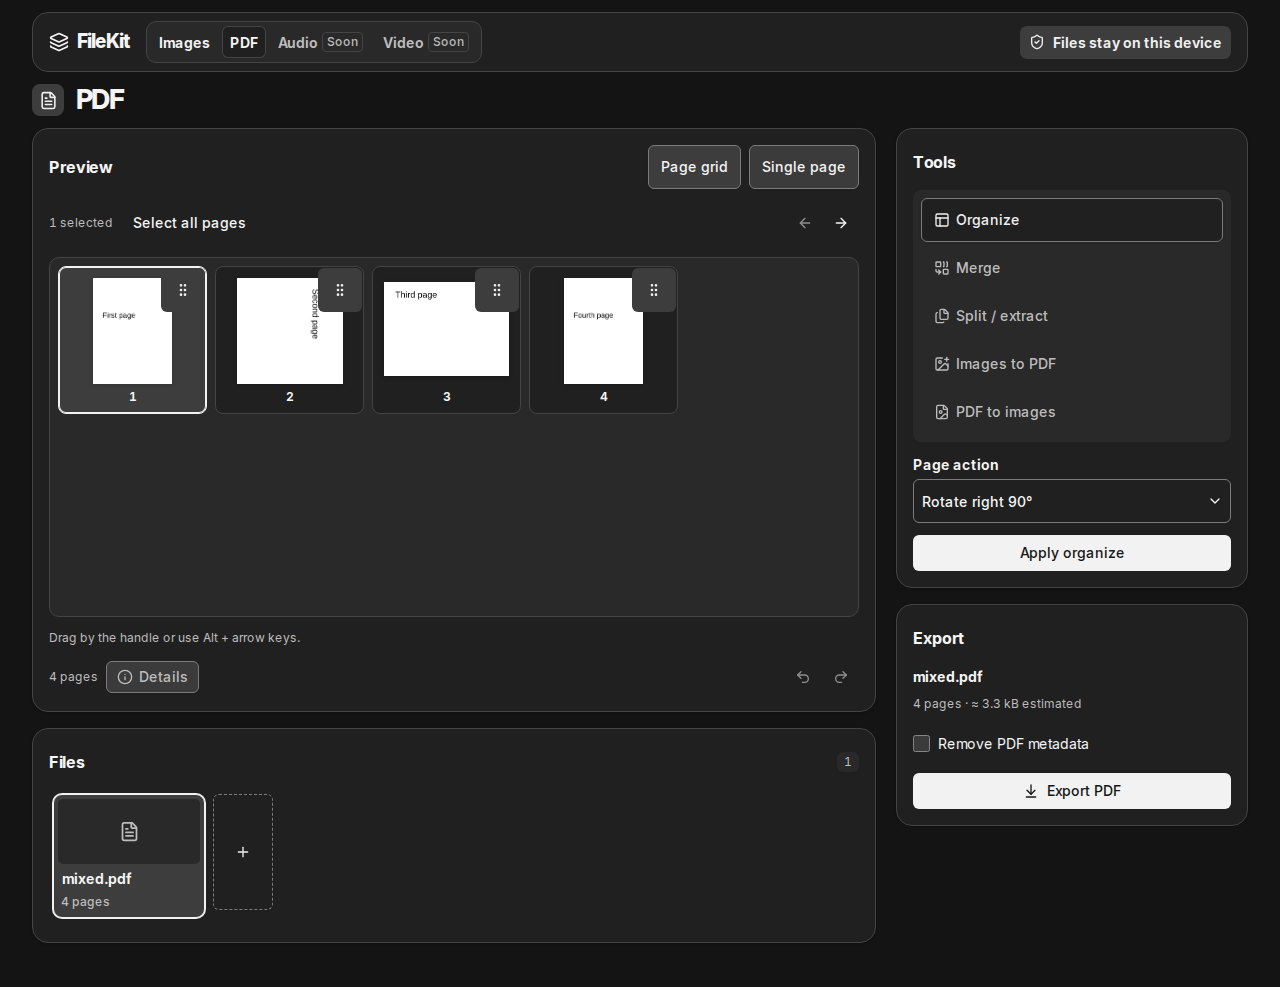 FileKit
Images
PDF
Audio Soon
Video Soon
Files stay on this device
PDF
Preview
Page grid
Single page
1 selected
Select all pages
First page
1
Second page
2
Third page
3
Fourth page
4
Drag by the handle or use Alt + arrow keys.
4 pages
Details
Files
1
mixed.pdf
4 pages
+
Tools
Organize
Merge
Split / extract
Images to PDF
PDF to images
Page action
Rotate right 90°
Apply organize
Export
mixed.pdf
4 pages · ≈ 3.3 kB estimated
Remove PDF metadata
Export PDF